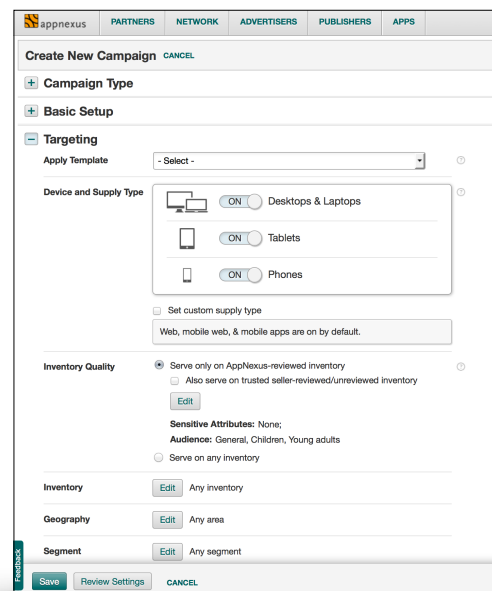 appnexus PARTNERS NETWORK ADVERTISERS PUBLISHERS APPS
Create New Campaign CANCEL
+ Campaign Type
+ Basic Setup
− Targeting
Apply Template - Select - ?
Device and Supply Type ON Desktops & Laptops ?
ON Tablets
ON Phones
Set custom supply type
Web, mobile web, & mobile apps are on by default.
Inventory Quality Serve only on AppNexus-reviewed inventory ?
Also serve on trusted seller-reviewed/unreviewed inventory
Edit
Sensitive Attributes: None;
Audience: General, Children, Young adults
Serve on any inventory
Inventory Edit Any inventory
Geography Edit Any area
Segment Edit Any segment
Feedback
Save Review Settings CANCEL